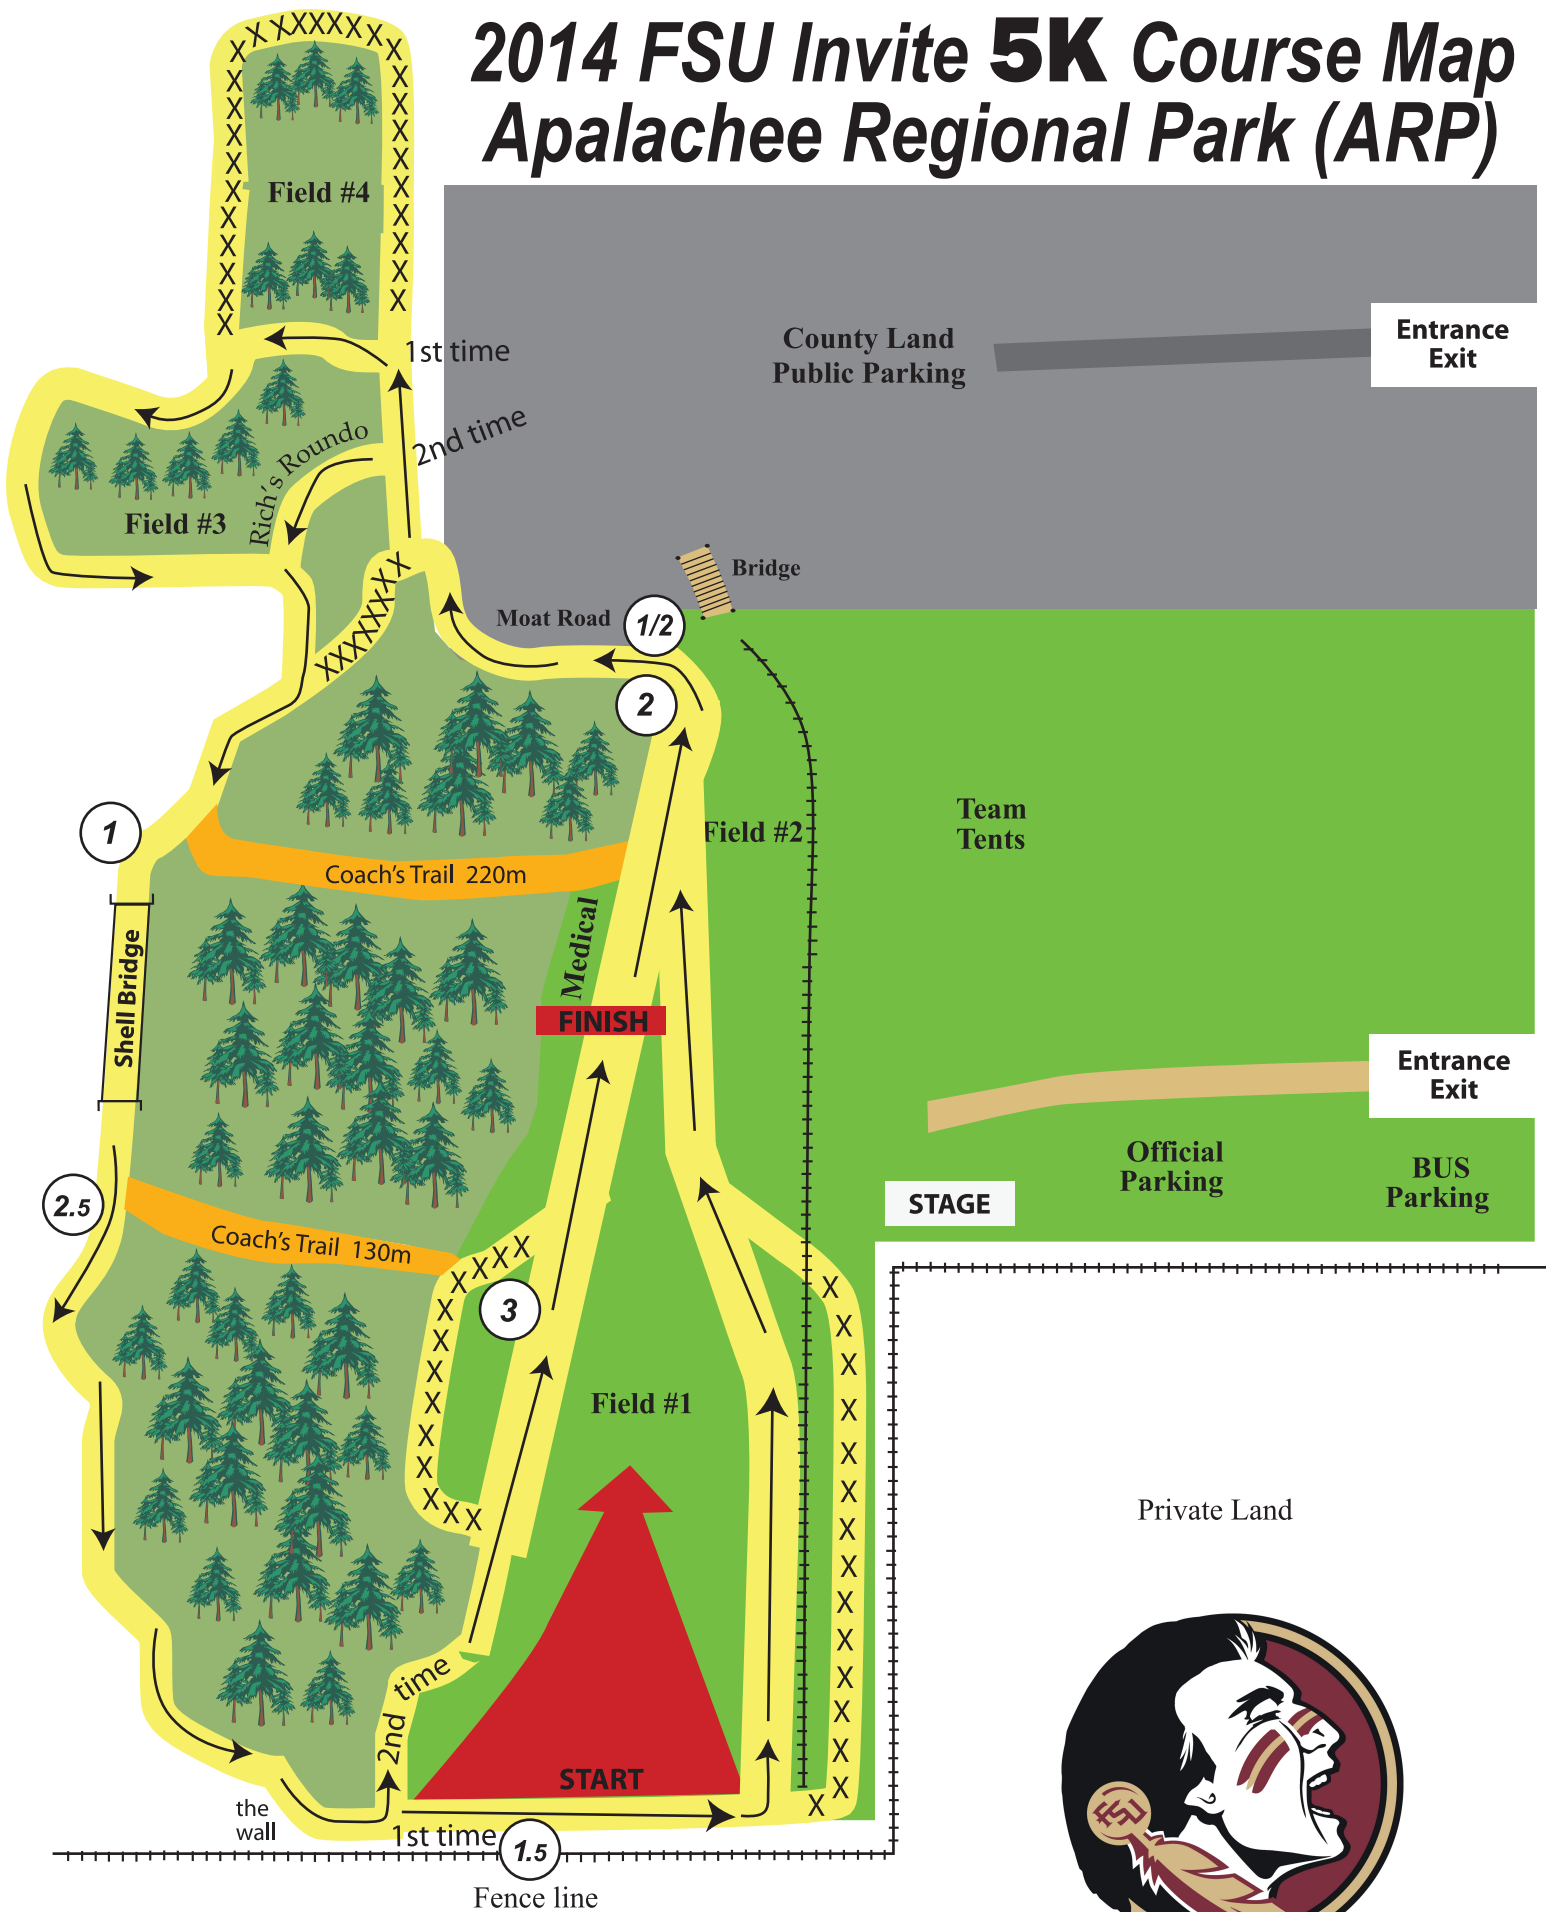 2014 FSU Invite 5K Course Map
Apalachee Regional Park (ARP)
X X X X X X X X X
X X X X X X X X X X
X X X X X X X X X
Field #4
County Land
Public Parking
Entrance
Exit
1st time
2nd time
Rich's Roundo
Field #3
X X X X X X X X X
Bridge
Moat Road
1/2
2
1
Field #2
Team
Tents
Coach's Trail 220m
Medical
Shell Bridge
FINISH
Entrance
Exit
Official
Parking
BUS
Parking
STAGE
2.5
Coach's Trail 130m
X X X X
X X X X X X X X X
3
Field #1
X X X X X X X X X X X X X X X
Private Land
2nd time
START
the
wall
1st time
1.5
Fence line
FSU